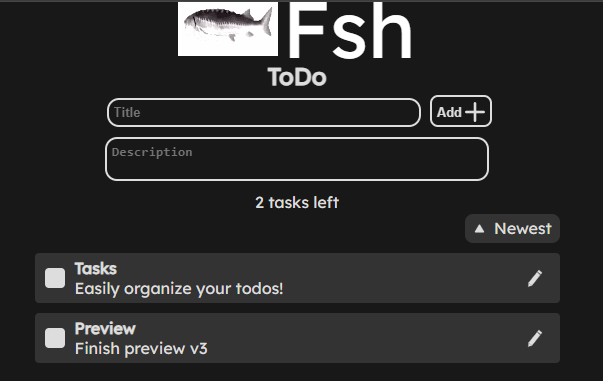 Fsh
ToDo
Title
Add
Description
2 tasks left
Newest
Tasks
Easily organize your todos!
Preview
Finish preview v3